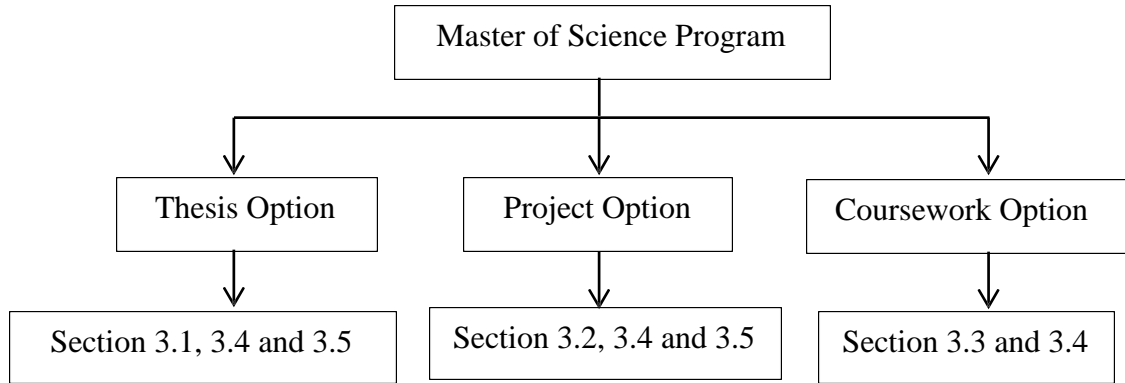 Master of Science Program
Thesis Option
Project Option
Coursework Option
Section 3.1, 3.4 and 3.5
Section 3.2, 3.4 and 3.5
Section 3.3 and 3.4